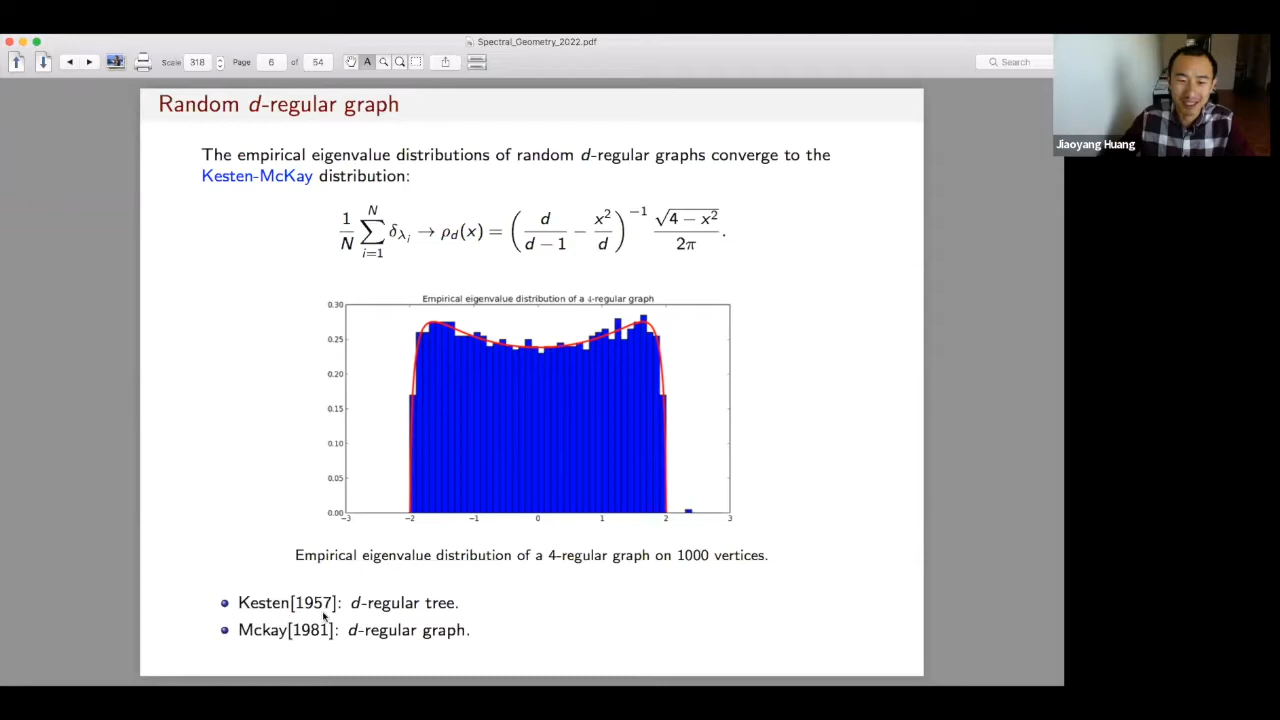 Spectral_Geometry_2022.pdf
Scale 318 Page 6 of 54 A Search
Random d-regular graph
Jiaoyang Huang
The empirical eigenvalue distributions of random d-regular graphs converge to the
Kesten-McKay distribution:
1/N ∑_{i=1}^{N} δ_{λ_i} → ρ_d(x) = (d/(d − 1) − x²/d)^{−1} √(4 − x²)/2π.
Empirical eigenvalue distribution of a 4-regular graph
0.30
0.25
0.20
0.15
0.10
0.05
0.00
−3 −2 −1 0 1 2 3
Empirical eigenvalue distribution of a 4-regular graph on 1000 vertices.
Kesten[1957]: d-regular tree.
Mckay[1981]: d-regular graph.